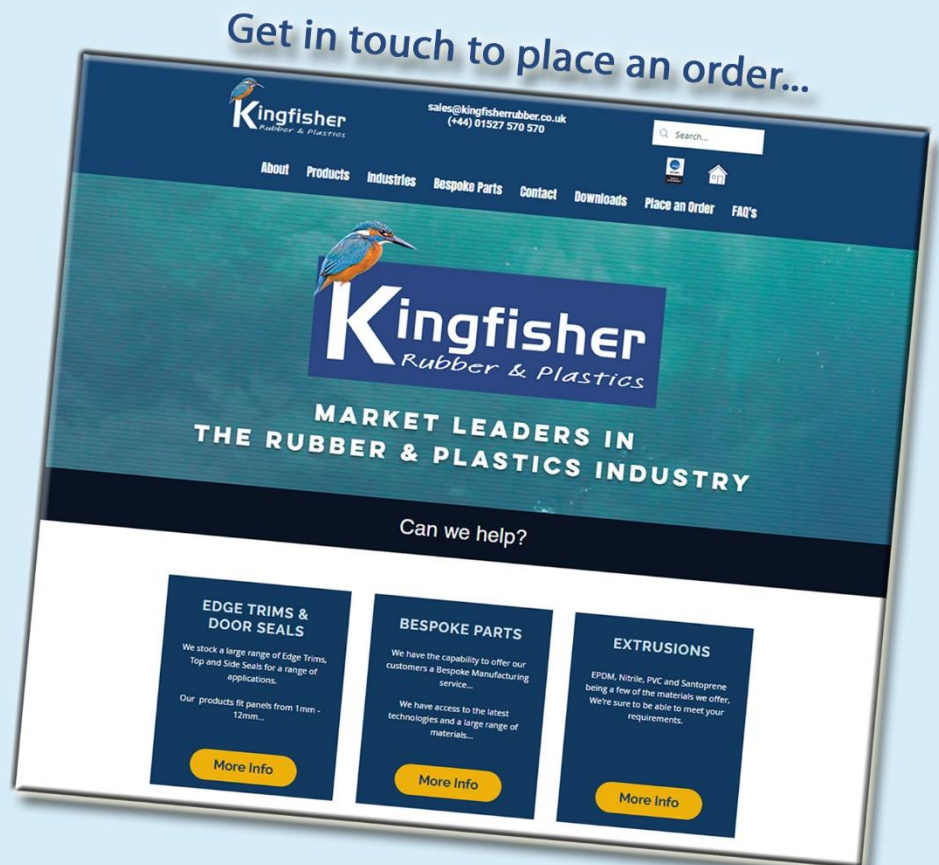 Get in touch to place an order...
Kingfisher
Rubber & Plastics
sales@kingfisherrubber.co.uk
(+44) 01527 570 570
Search...
About Products Industries Bespoke Parts Contact Downloads Place an Order FAQ's
Kingfisher
Rubber & Plastics
MARKET LEADERS IN
THE RUBBER & PLASTICS INDUSTRY
Can we help?
EDGE TRIMS &
DOOR SEALS
We stock a large range of Edge Trims,
Top and Side Seals for a range of
applications.
Our products fit panels from 1mm -
12mm...
More Info
BESPOKE PARTS
We have the capability to offer our
customers a Bespoke Manufacturing
service...
We have access to the latest
technologies and a large range of
materials...
More Info
EXTRUSIONS
EPDM, Nitrile, PVC and Santoprene
being a few of the materials we offer,
We're sure to be able to meet your
requirements.
More Info